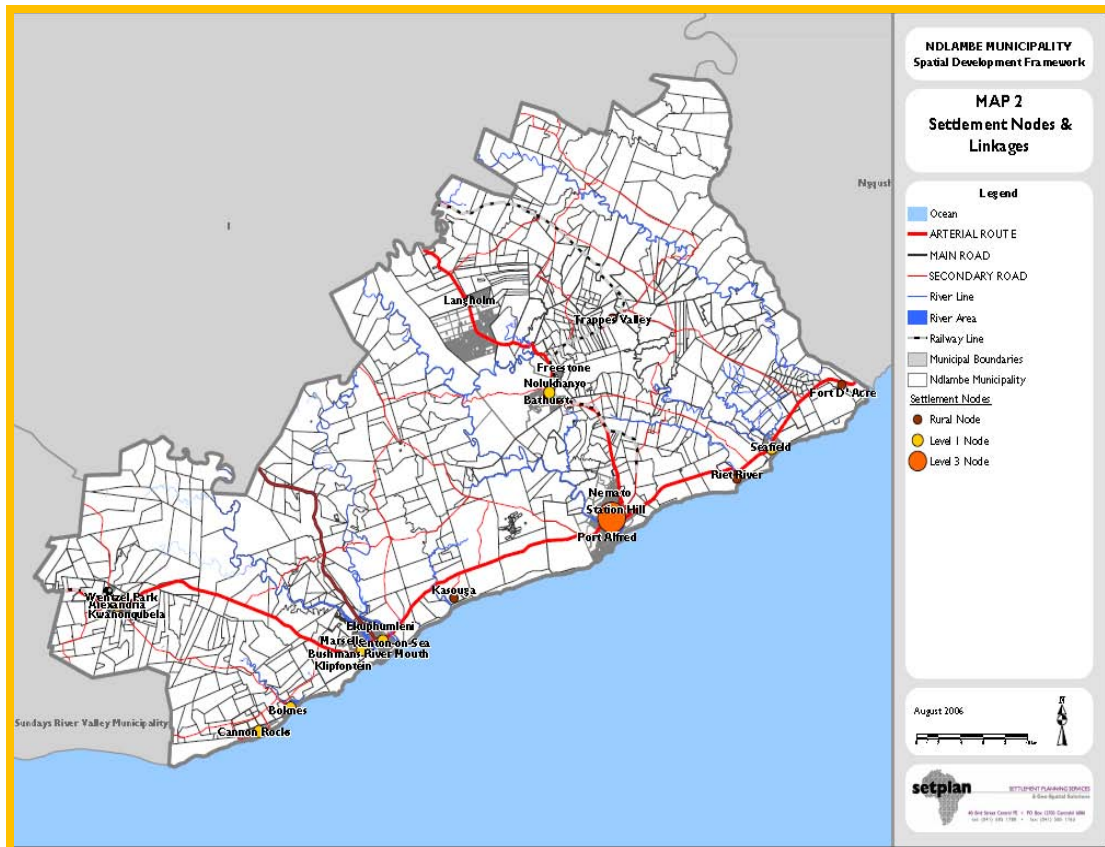 NDLAMBE MUNICIPALITY
Spatial Development Framework
MAP 2
Settlement Nodes &
Linkages
Legend
Ocean
ARTERIAL ROUTE
MAIN ROAD
SECONDARY ROAD
River Line
River Area
Railway Line
Municipal Boundaries
Ndlambe Municipality
Settlement Nodes
Rural Node
Level 1 Node
Level 3 Node
August 2006
N
setplan
SETTLEMENT PLANNING SERVICES
Langholm
Trappes Valley
Freestone
Nolukhanyo
Bathurst
Fort D'Acre
Seafield
Riet River
Nemato
Station Hill
Port Alfred
Kasouga
Wentzel Park
Alexandria
Kwanonqubela
Ekuphumleni
Marselle
Kenton-on-Sea
Bushmans River Mouth
Klipfontein
Boknes
Cannon Rocks
Sundays River Valley Municipality